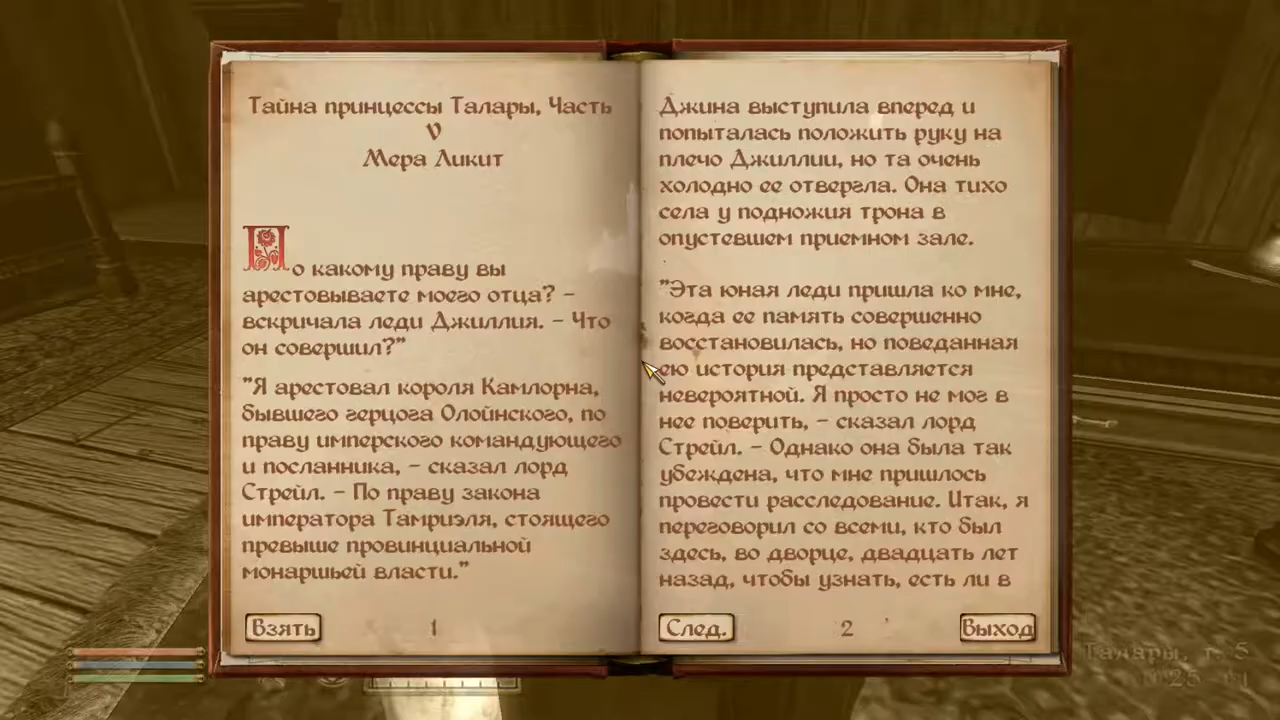 Тайна принцессы Талары, Часть
V
Мера Ликит
По какому праву вы
арестовываете моего отца? –
вскричала леди Джиллия. – Что
он совершил?"
"Я арестовал короля Камлорна,
бывшего герцога Олойнского, по
праву имперского командующего
и посланника, – сказал лорд
Стрейл. – По праву закона
императора Тамриэля, стоящего
превыше провинциальной
монаршьей власти."
Взять
1
Джина выступила вперед и
попыталась положить руку на
плечо Джиллии, но та очень
холодно ее отвергла. Она тихо
села у подножия трона в
опустевшем приемном зале.
"Эта юная леди пришла ко мне,
когда ее память совершенно
восстановилась, но поведанная
ею история представляется
невероятной. Я просто не мог в
нее поверить, – сказал лорд
Стрейл. – Однако она была так
убеждена, что мне пришлось
провести расследование. Итак, я
переговорил со всеми, кто был
здесь, во дворце, двадцать лет
назад, чтобы узнать, есть ли в
След.
2
Выход
Талары, т. 5